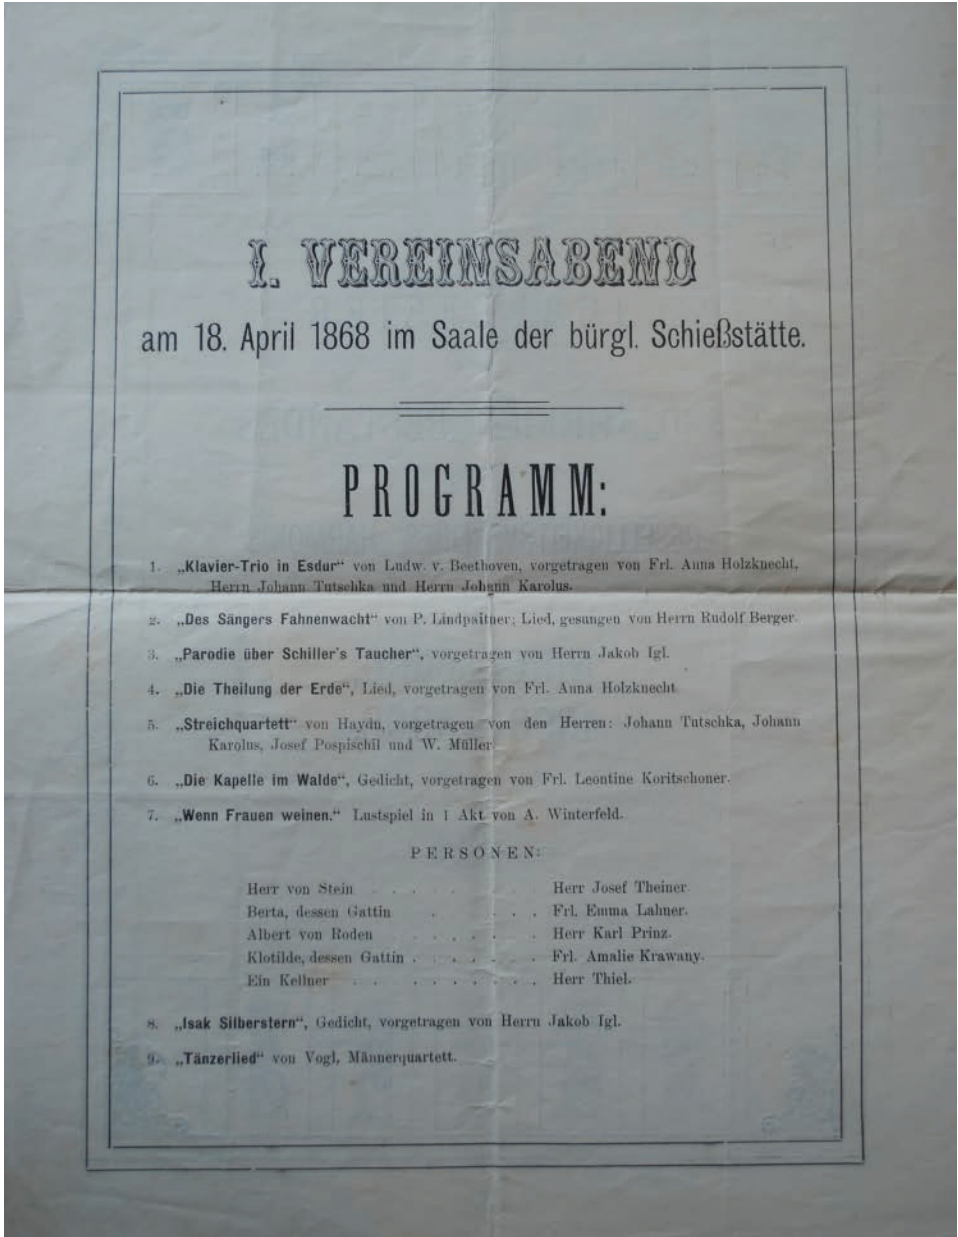 I. VEREINSABEND
am 18. April 1868 im Saale der bürgl. Schießstätte.
PROGRAMM:
1. „Klavier-Trio in Esdur“ von Ludw. v. Beethoven, vorgetragen von Frl. Anna Holzknecht,
Herrn Johann Tutschka und Herrn Johann Karolus.
2. „Des Sängers Fahnenwacht“ von P. Lindpaitner; Lied, gesungen von Herrn Rudolf Berger.
3. „Parodie über Schiller's Taucher“, vorgetragen von Herrn Jakob Igl.
4. „Die Theilung der Erde“, Lied, vorgetragen von Frl. Anna Holzknecht.
5. „Streichquartett“ von Haydn, vorgetragen von den Herren: Johann Tutschka, Johann
Karolus, Josef Pospischil und W. Müller.
6. „Die Kapelle im Walde“, Gedicht, vorgetragen von Frl. Leontine Koritschoner.
7. „Wenn Frauen weinen.“ Lustspiel in 1 Akt von A. Winterfeld.
PERSONEN:
Herr von Stein . . . . . . . . Herr Josef Theiner.
Berta, dessen Gattin . . . . Frl. Emma Lahner.
Albert von Roden . . . . . . Herr Karl Prinz.
Klotilde, dessen Gattin . . . . . . Frl. Amalie Krawany.
Ein Kellner . . . . . . . . . Herr Thiel.
8. „Isak Silberstern“, Gedicht, vorgetragen von Herrn Jakob Igl.
9. „Tänzerlied“ von Vogl, Männerquartett.